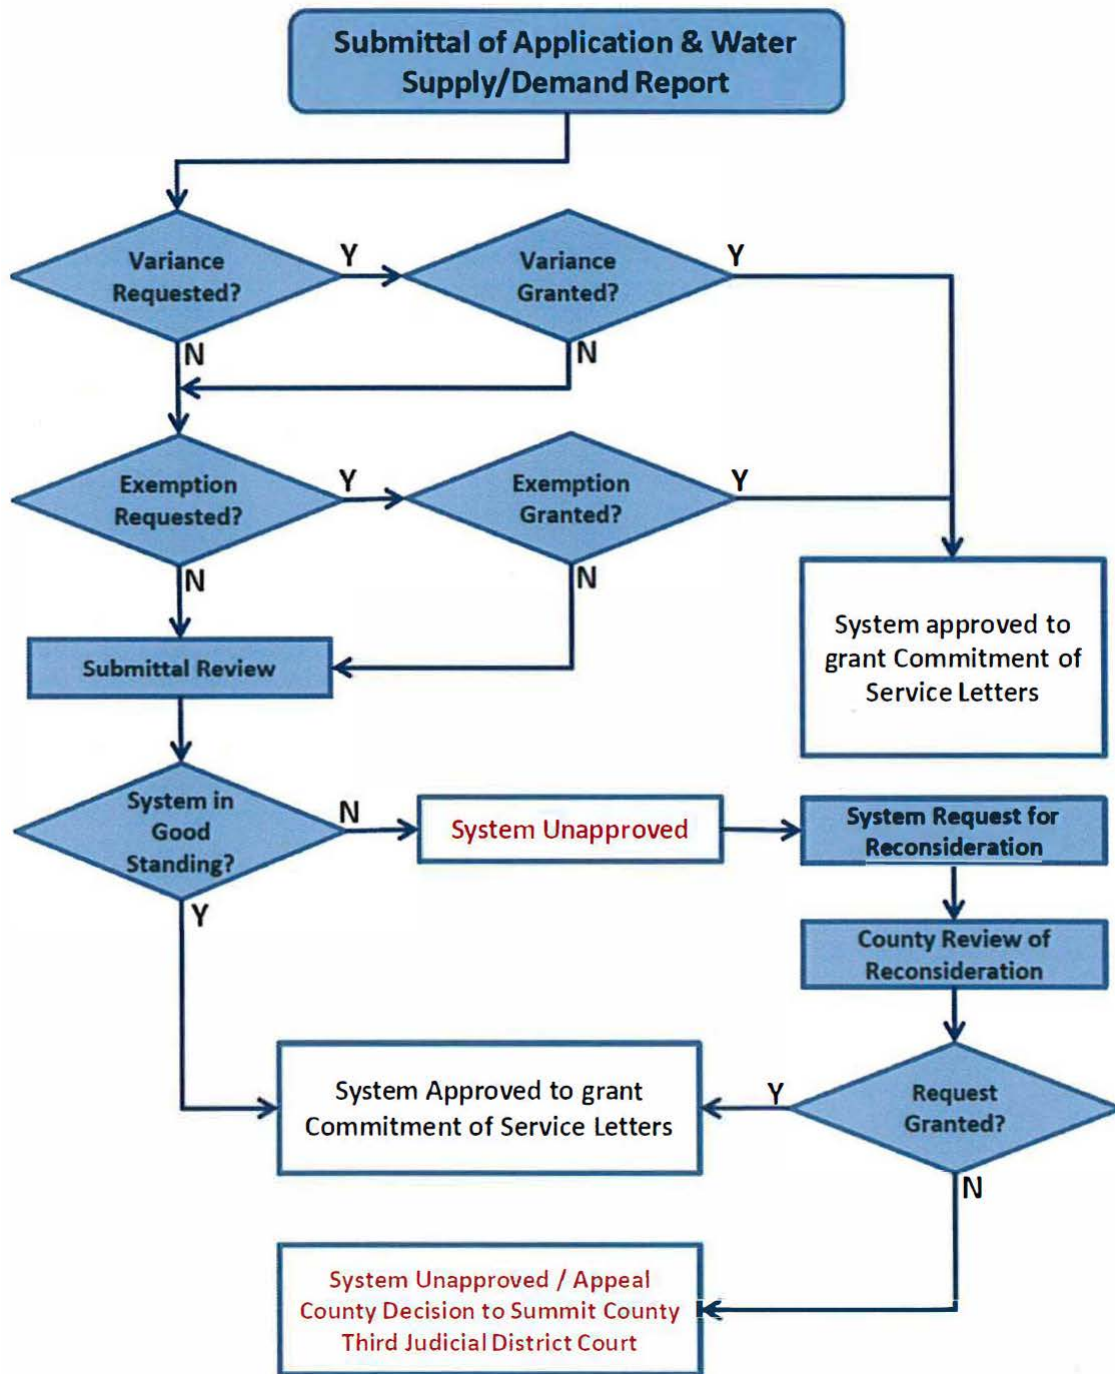 Submittal of Application & Water
Supply/Demand Report
Variance
Requested?
Y
Variance
Granted?
Y
N
N
Exemption
Requested?
Y
Exemption
Granted?
Y
N
N
System approved to
grant Commitment of
Service Letters
Submittal Review
System in
Good
Standing?
N
System Unapproved
System Request for
Reconsideration
Y
County Review of
Reconsideration
System Approved to grant
Commitment of Service Letters
Y
Request
Granted?
N
System Unapproved / Appeal
County Decision to Summit County
Third Judicial District Court